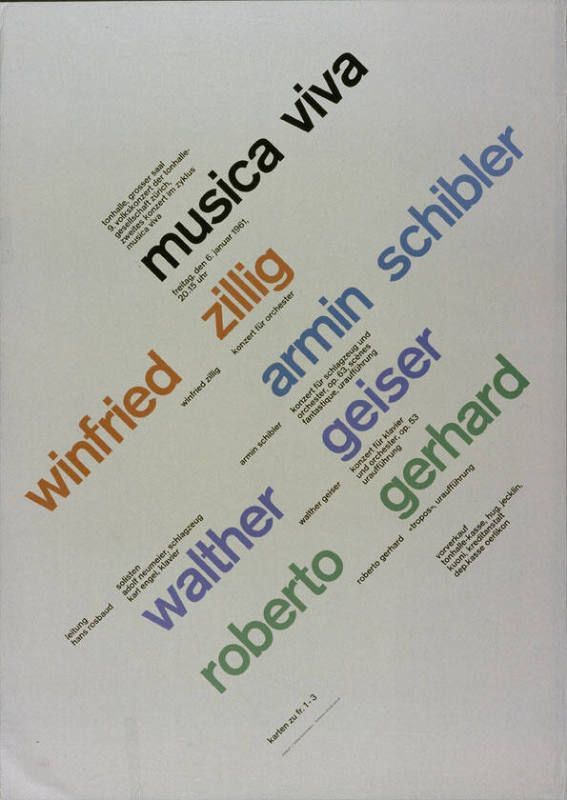 tonhalle, grosser saal
9. volkskonzert der tonhalle-
gesellschaft zürich,
zweites konzert im zyklus
musica viva
musica viva
freitag, den 6. januar 1961,
20.15 uhr
winfried zillig
winfried zillig konzert für orchester
armin schibler
armin schibler konzert für schlagzeug und
orchester, op. 63, scènes
fantastique, uraufführung
walther geiser
walther geiser konzert für klavier
und orchester, op. 53
uraufführung
roberto gerhard
roberto gerhard «tropos», uraufführung
leitung
hans rosbaud
solisten
adolf neumeier, schlagzeug
karl engel, klavier
vorverkauf
tonhalle-kasse, hug, jecklin,
kuoni, kreditanstalt
dep.kasse oerlikon
karten zu fr. 1-3